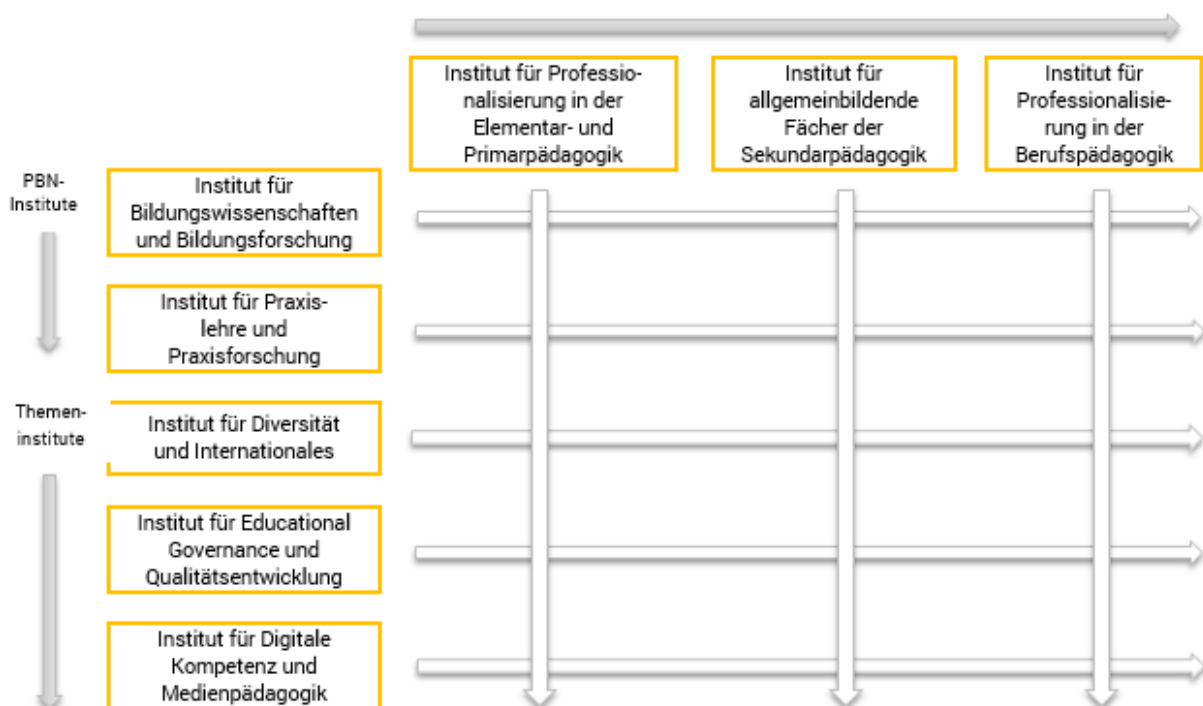 Institut für Professio-
nalisierung in der
Elementar- und
Primarpädagogik
Institut für
allgemeinbildende
Fächer der
Sekundarpädagogik
Institut für
Professionalisie-
rung in der
Berufspädagogik
PBN-
Institute
Institut für
Bildungswissenschaften
und Bildungsforschung
Institut für Praxis-
lehre und
Praxisforschung
Themen-
institute
Institut für Diversität
und Internationales
Institut für Educational
Governance und
Qualitätsentwicklung
Institut für Digitale
Kompetenz und
Medienpädagogik